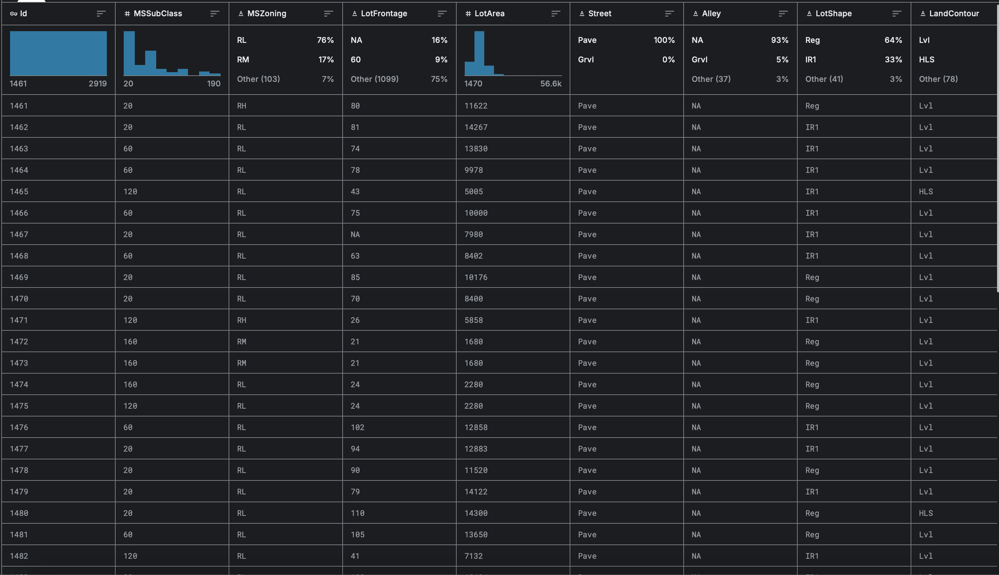 Id MSSubClass MSZoning LotFrontage LotArea Street Alley LotShape LandContour
RL 76% NA 16% Pave 100% NA 93% Reg 64% Lvl
RM 17% 60 9% Grvl 0% Grvl 5% IR1 33% HLS
Other (103) 7% Other (1099) 75% Other (37) 3% Other (41) 3% Other (78)
1461 2919 20 190 1470 56.6k
1461 20 RH 80 11622 Pave NA Reg Lvl
1462 20 RL 81 14267 Pave NA IR1 Lvl
1463 60 RL 74 13830 Pave NA IR1 Lvl
1464 60 RL 78 9978 Pave NA IR1 Lvl
1465 120 RL 43 5005 Pave NA IR1 HLS
1466 60 RL 75 10000 Pave NA IR1 Lvl
1467 20 RL NA 7980 Pave NA IR1 Lvl
1468 60 RL 63 8402 Pave NA IR1 Lvl
1469 20 RL 85 10176 Pave NA Reg Lvl
1470 20 RL 70 8400 Pave NA Reg Lvl
1471 120 RH 26 5858 Pave NA IR1 Lvl
1472 160 RM 21 1680 Pave NA Reg Lvl
1473 160 RM 21 1680 Pave NA Reg Lvl
1474 160 RL 24 2280 Pave NA Reg Lvl
1475 120 RL 24 2280 Pave NA Reg Lvl
1476 60 RL 102 12858 Pave NA IR1 Lvl
1477 20 RL 94 12883 Pave NA IR1 Lvl
1478 20 RL 90 11520 Pave NA Reg Lvl
1479 20 RL 79 14122 Pave NA IR1 Lvl
1480 20 RL 110 14300 Pave NA Reg HLS
1481 60 RL 105 13650 Pave NA Reg Lvl
1482 120 RL 41 7132 Pave NA IR1 Lvl